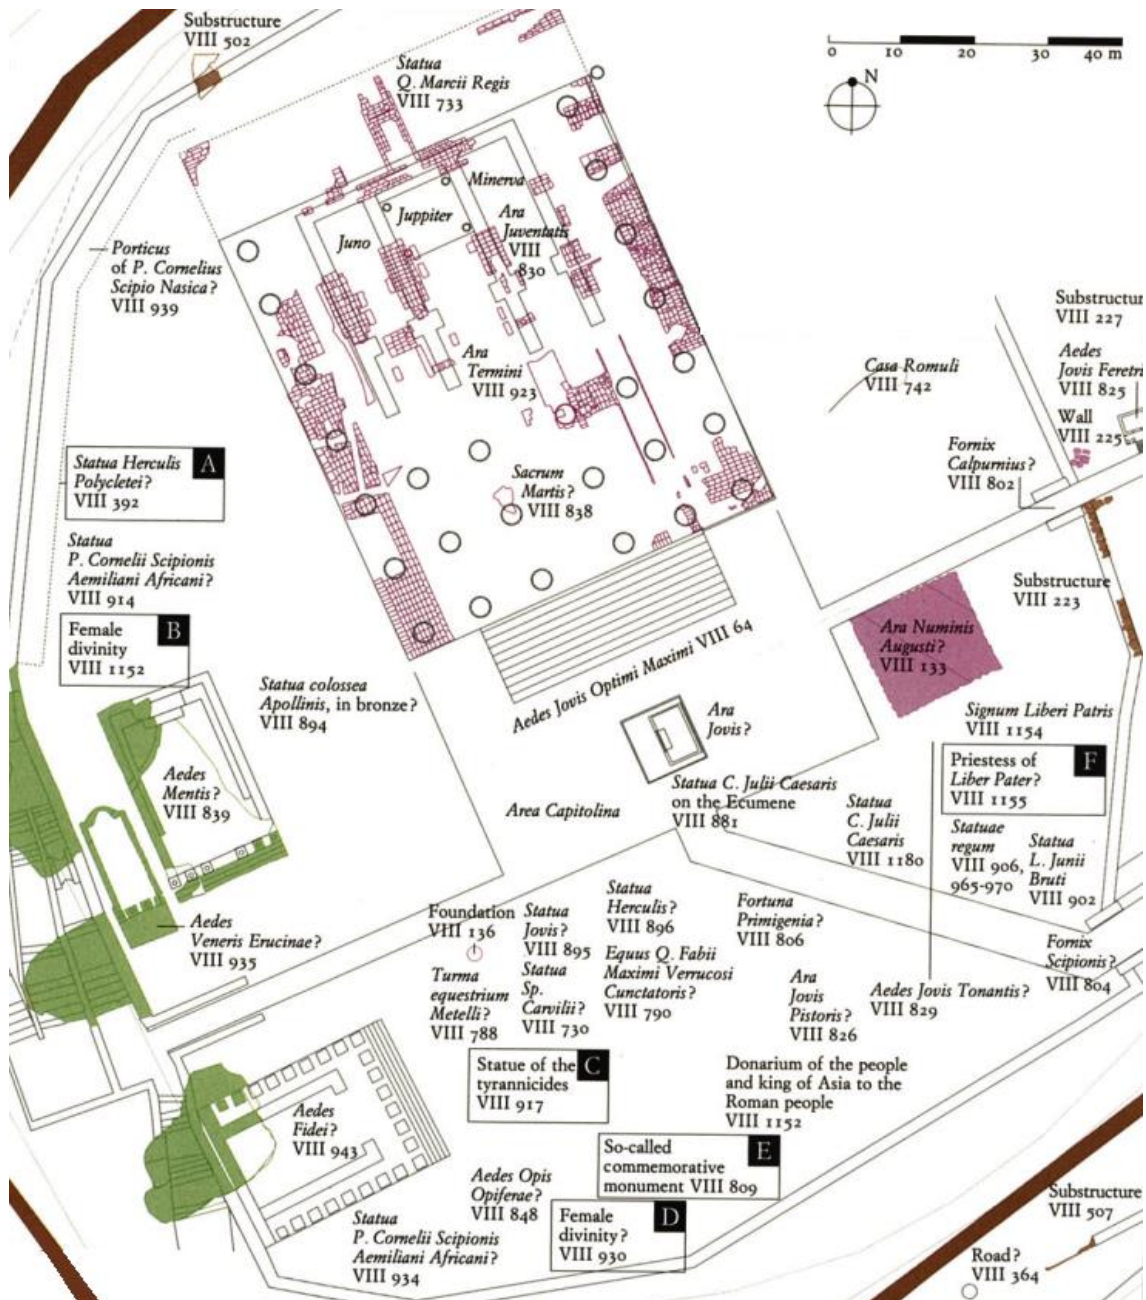 Substructure
VIII 502
Statua
Q. Marcii Regis
VIII 733
0 10 20 30 40 m
N
Minerva
Juppiter
Juno
Ara
Juventatis
VIII
830
Porticus
of P. Cornelius
Scipio Nasica?
VIII 939
Substructur
VIII 227
Aedes
Jovis Feretri
VIII 825
Wall
VIII 225
Casa Romuli
VIII 742
Ara
Termini
VIII 923
Fornix
Calpurnius?
VIII 802
Statua Herculis
Polycletei?
VIII 392
A
Sacrum
Martis?
VIII 838
Statua
P. Cornelii Scipionis
Aemiliani Africani?
VIII 914
Substructure
VIII 223
Female
divinity
VIII 1152
B
Ara Numinis
Augusti?
VIII 133
Aedes Jovis Optimi Maximi VIII 64
Statua colossea
Apollinis, in bronze?
VIII 894
Ara
Jovis?
Signum Liberi Patris
VIII 1154
Priestess of
Liber Pater?
VIII 1155
F
Aedes
Mentis?
VIII 839
Area Capitolina
Statua C. Julii Caesaris
on the Ecumene
VIII 881
Statua
C. Julii
Caesaris
VIII 1180
Statuae
regum
VIII 906,
965-970
Statua
L. Junii
Bruti
VIII 902
Aedes
Veneris Erucinae?
VIII 935
Foundation
VIII 136
Statua
Jovis?
VIII 895
Statua
Herculis?
VIII 896
Fortuna
Primigenia?
VIII 806
Fornix
Scipionis?
VIII 804
Turma
equestrium
Metelli?
VIII 788
Statua
Sp.
Carvilii?
VIII 730
Equus Q. Fabii
Maximi Verrucosi
Cunctatoris?
VIII 790
Ara
Jovis
Pistoris?
VIII 826
Aedes Jovis Tonantis?
VIII 829
Statue of the
tyrannicides
VIII 917
C
Donarium of the people
and king of Asia to the
Roman people
VIII 1152
Aedes
Fidei?
VIII 943
So-called
commemorative
monument VIII 809
E
Aedes Opis
Opiferae?
VIII 848
Female
divinity?
VIII 930
D
Statua
P. Cornelii Scipionis
Aemiliani Africani?
VIII 934
Substructure
VIII 507
Road?
VIII 364